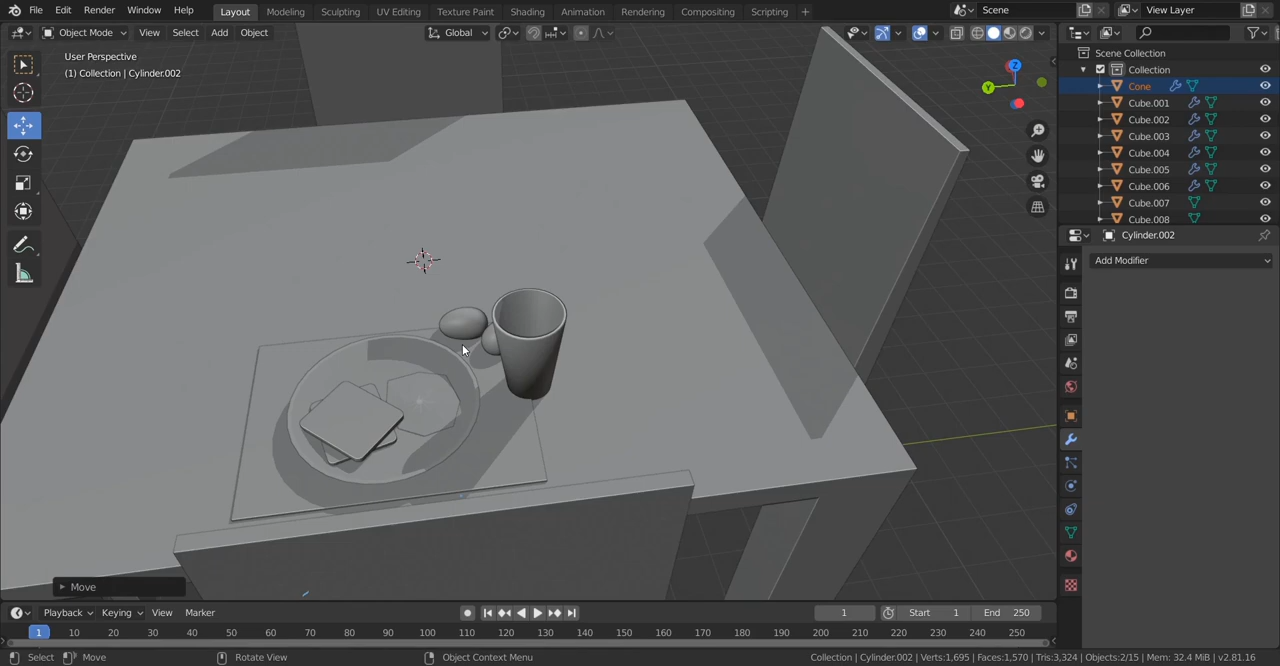 File Edit Render Window Help Layout Modeling Sculpting UV Editing Texture Paint Shading Animation Rendering Compositing Scripting + Scene View Layer
Object Mode View Select Add Object Global
User Perspective
(1) Collection | Cylinder.002
Scene Collection
Collection
Cone
Cube.001
Cube.002
Cube.003
Cube.004
Cube.005
Cube.006
Cube.007
Cube.008
Cylinder.002
Add Modifier
Z
Y
Move
Playback Keying View Marker 1 Start 1 End 250
1 10 20 30 40 50 60 70 80 90 100 110 120 130 140 150 160 170 180 190 200 210 220 230 240 250
Select Move Rotate View Object Context Menu Collection | Cylinder.002 | Verts:1,695 | Faces:1,570 | Tris:3,324 | Objects:2/15 | Mem: 32.4 MiB | v2.81.16